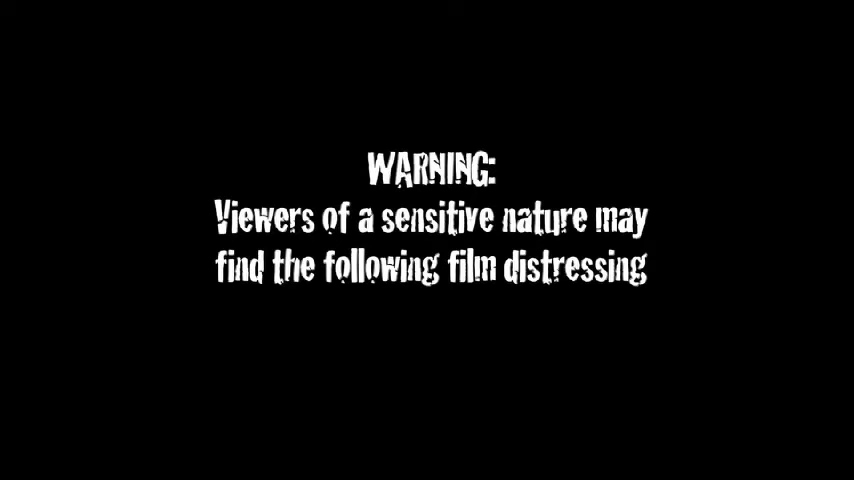 WARNING:
Viewers of a sensitive nature may
find the following film distressing